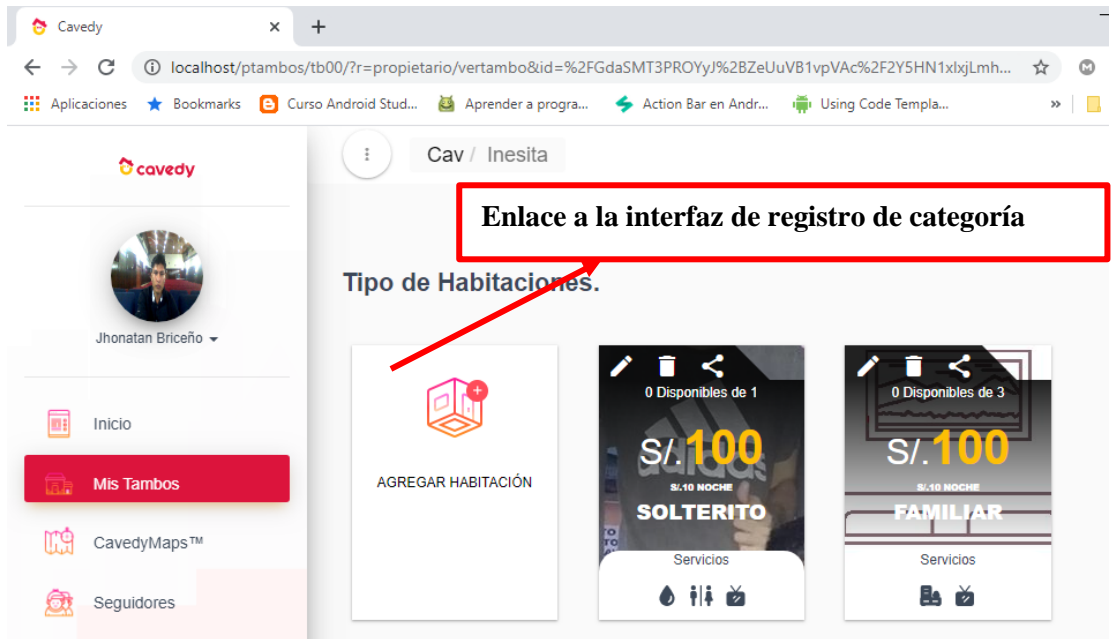 Cavedy
localhost/ptambos/tb00/?r=propietario/vertambo&id=%2FGdaSMT3PROYyJ%2BZeUuVB1vpVAc%2F2Y5HN1xlxjLmh...
Aplicaciones
Bookmarks
Curso Android Stud...
Aprender a progra...
Action Bar en Andr...
Using Code Templa...
»
cavedy
Cav / Inesita
Enlace a la interfaz de registro de categoría
Jhonatan Briceño
Tipo de Habitaciones.
Inicio
Mis Tambos
CavedyMaps™
Seguidores
AGREGAR HABITACIÓN
0 Disponibles de 1
S/.100
S/.10 NOCHE
SOLTERITO
Servicios
0 Disponibles de 3
S/.100
S/.10 NOCHE
FAMILIAR
Servicios
adidas